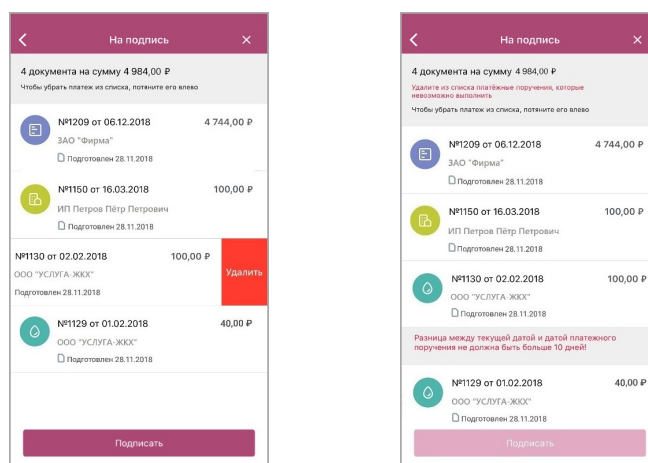 На подпись
4 документа на сумму 4 984,00 ₽
Чтобы убрать платеж из списка, потяните его влево
№1209 от 06.12.2018 4 744,00 ₽
ЗАО "Фирма"
Подготовлен 28.11.2018
№1150 от 16.03.2018 100,00 ₽
ИП Петров Пётр Петрович
Подготовлен 28.11.2018
№1130 от 02.02.2018 100,00 ₽
ООО "УСЛУГА-ЖКХ"
Удалить
Подготовлен 28.11.2018
№1129 от 01.02.2018 40,00 ₽
ООО "УСЛУГА-ЖКХ"
Подготовлен 28.11.2018
Подписать
На подпись
4 документа на сумму 4 984,00 ₽
Удалите из списка платёжные поручения, которые
невозможно выполнить
Чтобы убрать платеж из списка, потяните его влево
№1209 от 06.12.2018 4 744,00 ₽
ЗАО "Фирма"
Подготовлен 28.11.2018
№1150 от 16.03.2018 100,00 ₽
ИП Петров Пётр Петрович
Подготовлен 28.11.2018
№1130 от 02.02.2018 100,00 ₽
ООО "УСЛУГА-ЖКХ"
Подготовлен 28.11.2018
Разница между текущей датой и датой платежного
поручения не должна быть больше 10 дней!
№1129 от 01.02.2018 40,00 ₽
ООО "УСЛУГА-ЖКХ"
Подготовлен 28.11.2018
Подписать